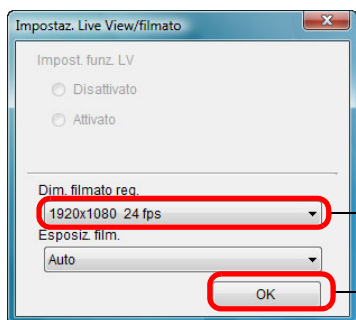 Impostaz. Live View/filmato
Impost. funz. LV
Disattivato
Attivato
Dim. filmato reg.
1920x1080 24 fps
Esposiz. film.
Auto
OK